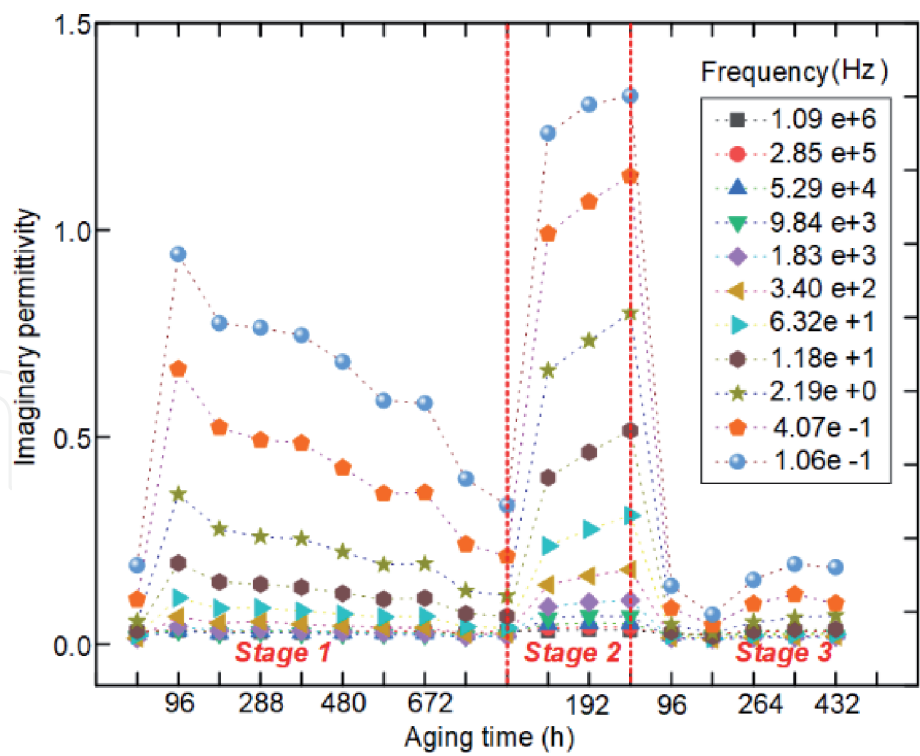 1.5
1.0
0.5
0.0
Imaginary permittivity
Frequency(Hz)
1.09 e+6
2.85 e+5
5.29 e+4
9.84 e+3
1.83 e+3
3.40 e+2
6.32e +1
1.18e +1
2.19e +0
4.07e -1
1.06e -1
Stage 1 Stage 2 Stage 3
96 288 480 672 192 96 264 432
Aging time (h)